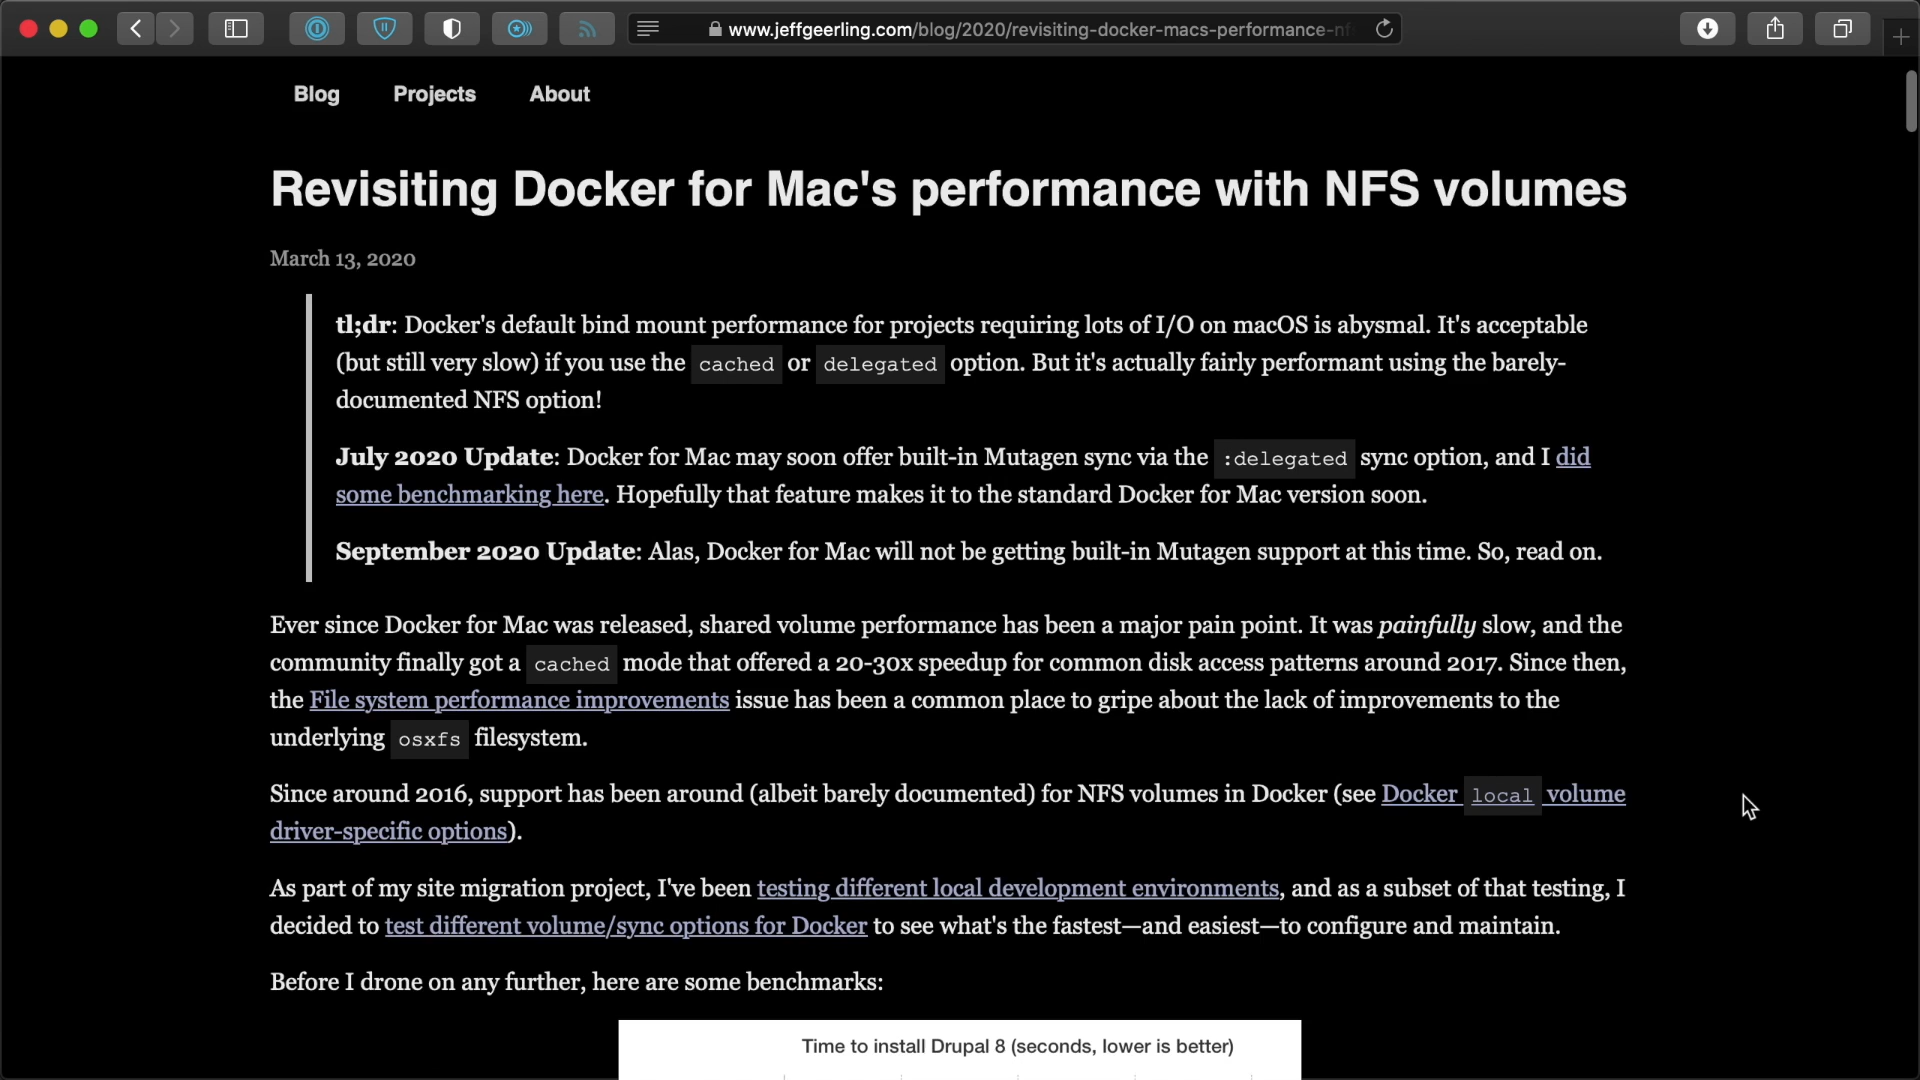 www.jeffgeerling.com/blog/2020/revisiting-docker-macs-performance-nf
Blog Projects About
Revisiting Docker for Mac's performance with NFS volumes
March 13, 2020
tl;dr: Docker's default bind mount performance for projects requiring lots of I/O on macOS is abysmal. It's acceptable
(but still very slow) if you use the cached or delegated option. But it's actually fairly performant using the barely-
documented NFS option!
July 2020 Update: Docker for Mac may soon offer built-in Mutagen sync via the :delegated sync option, and I did
some benchmarking here. Hopefully that feature makes it to the standard Docker for Mac version soon.
September 2020 Update: Alas, Docker for Mac will not be getting built-in Mutagen support at this time. So, read on.
Ever since Docker for Mac was released, shared volume performance has been a major pain point. It was painfully slow, and the
community finally got a cached mode that offered a 20-30x speedup for common disk access patterns around 2017. Since then,
the File system performance improvements issue has been a common place to gripe about the lack of improvements to the
underlying osxfs filesystem.
Since around 2016, support has been around (albeit barely documented) for NFS volumes in Docker (see Docker local volume
driver-specific options).
As part of my site migration project, I've been testing different local development environments, and as a subset of that testing, I
decided to test different volume/sync options for Docker to see what's the fastest—and easiest—to configure and maintain.
Before I drone on any further, here are some benchmarks:
Time to install Drupal 8 (seconds, lower is better)